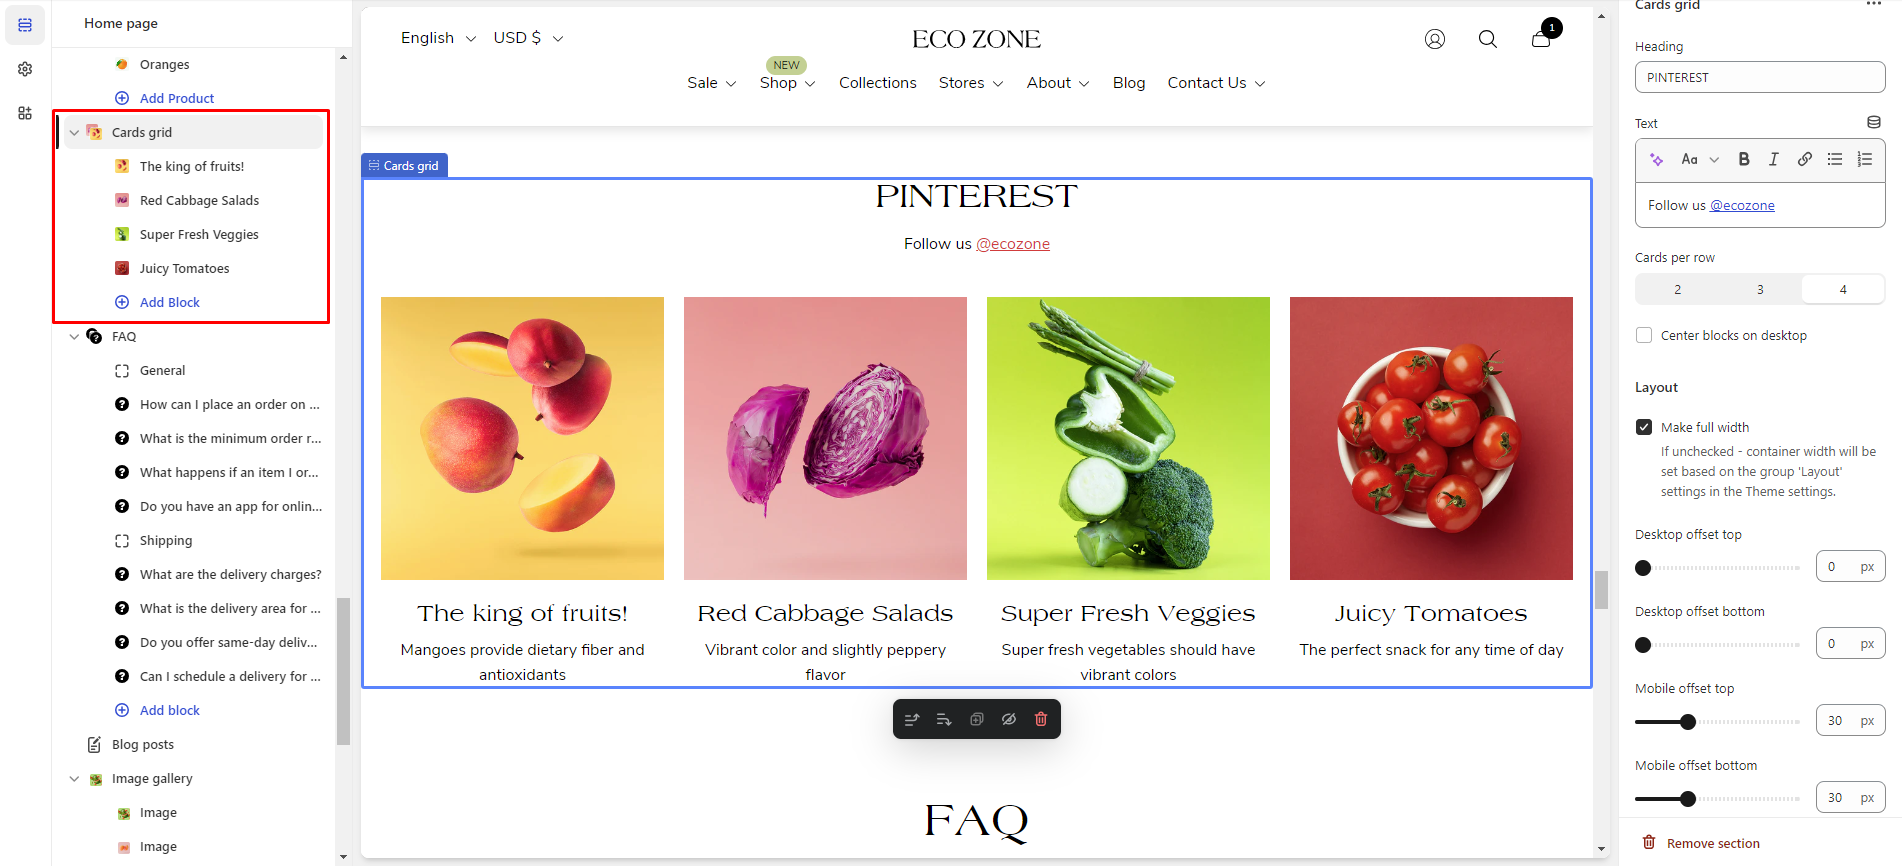 Home page
Oranges
Add Product
Cards grid
The king of fruits!
Red Cabbage Salads
Super Fresh Veggies
Juicy Tomatoes
Add Block
FAQ
General
How can I place an order on ...
What is the minimum order r...
What happens if an item I or...
Do you have an app for onlin...
Shipping
What are the delivery charges?
What is the delivery area for ...
Do you offer same-day deliv...
Can I schedule a delivery for ...
Add block
Blog posts
Image gallery
Image
Image
English USD $
ECO ZONE
1
NEW
Sale Shop Collections Stores About Blog Contact Us
Cards grid
PINTEREST
Follow us @ecozone
The king of fruits!
Mangoes provide dietary fiber and
antioxidants
Red Cabbage Salads
Vibrant color and slightly peppery
flavor
Super Fresh Veggies
Super fresh vegetables should have
vibrant colors
Juicy Tomatoes
The perfect snack for any time of day
FAQ
Cards grid
Heading
PINTEREST
Text
Aa B I
Follow us @ecozone
Cards per row
2 3 4
Center blocks on desktop
Layout
Make full width
If unchecked - container width will be
set based on the group 'Layout'
settings in the Theme settings.
Desktop offset top
0 px
Desktop offset bottom
0 px
Mobile offset top
30 px
Mobile offset bottom
30 px
Remove section